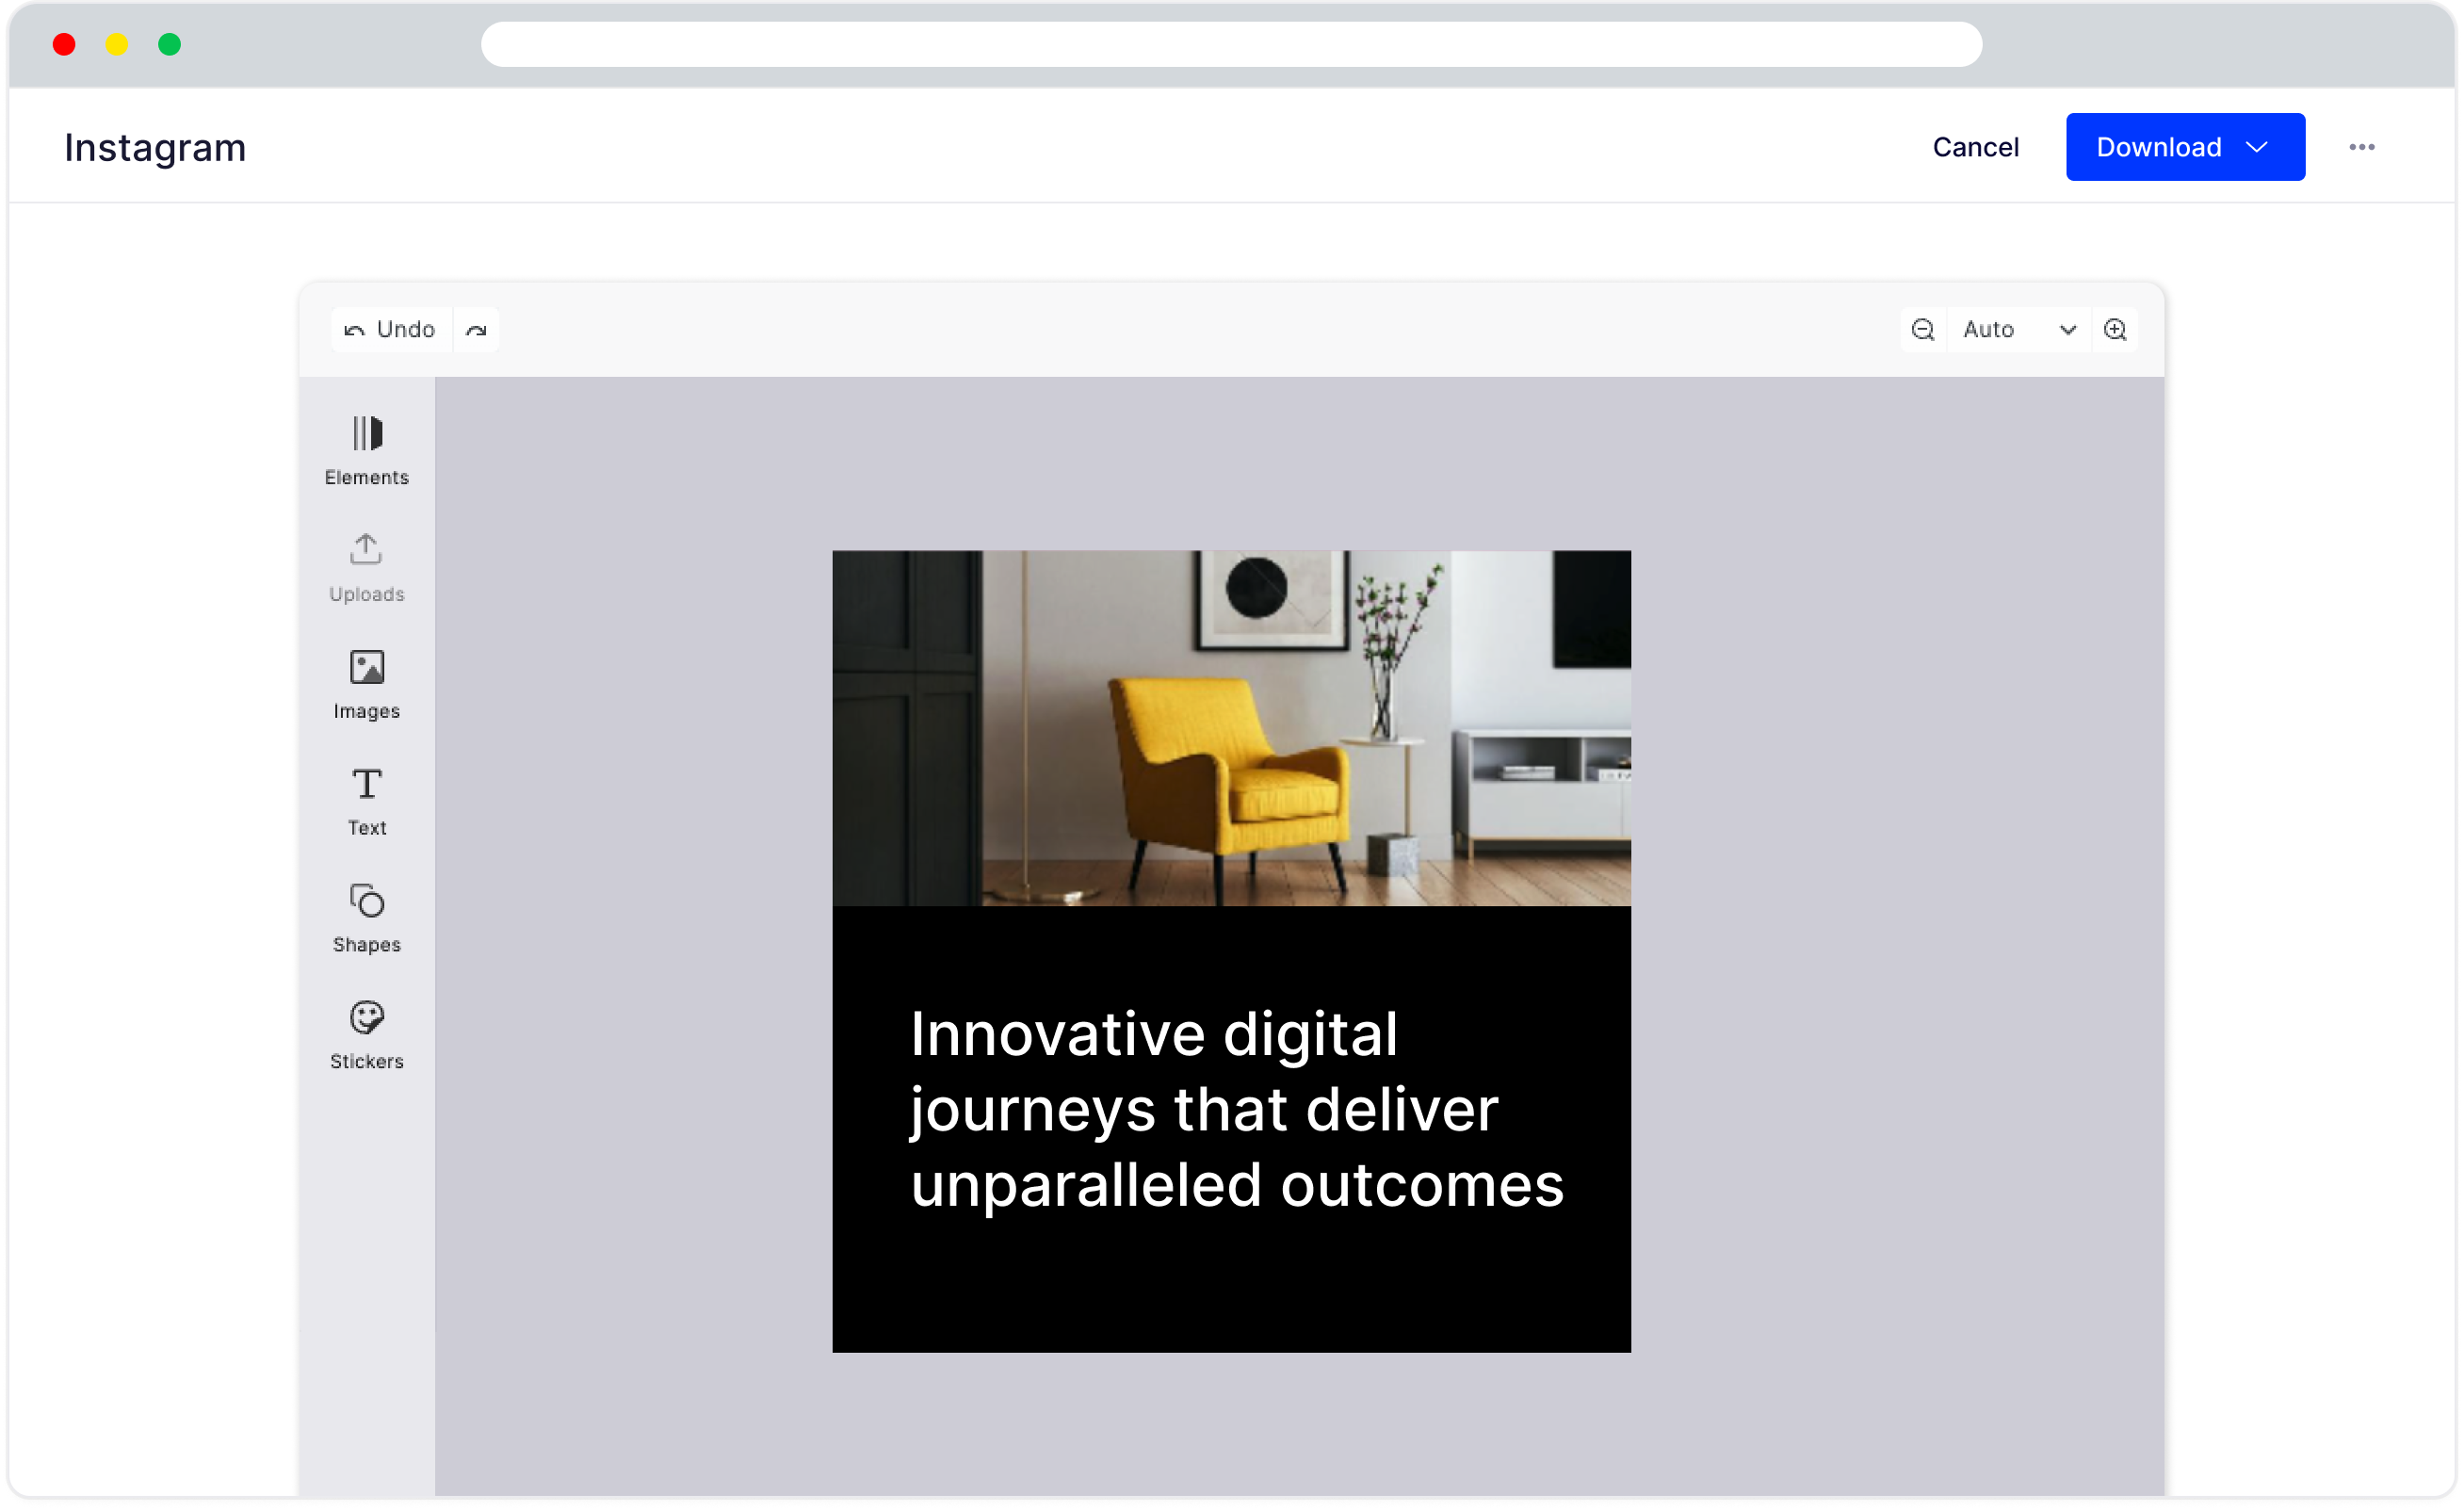 Instagram
Cancel
Download
Undo
Auto
Elements
Uploads
Images
Text
Shapes
Stickers
Innovative digital
journeys that deliver
unparalleled outcomes